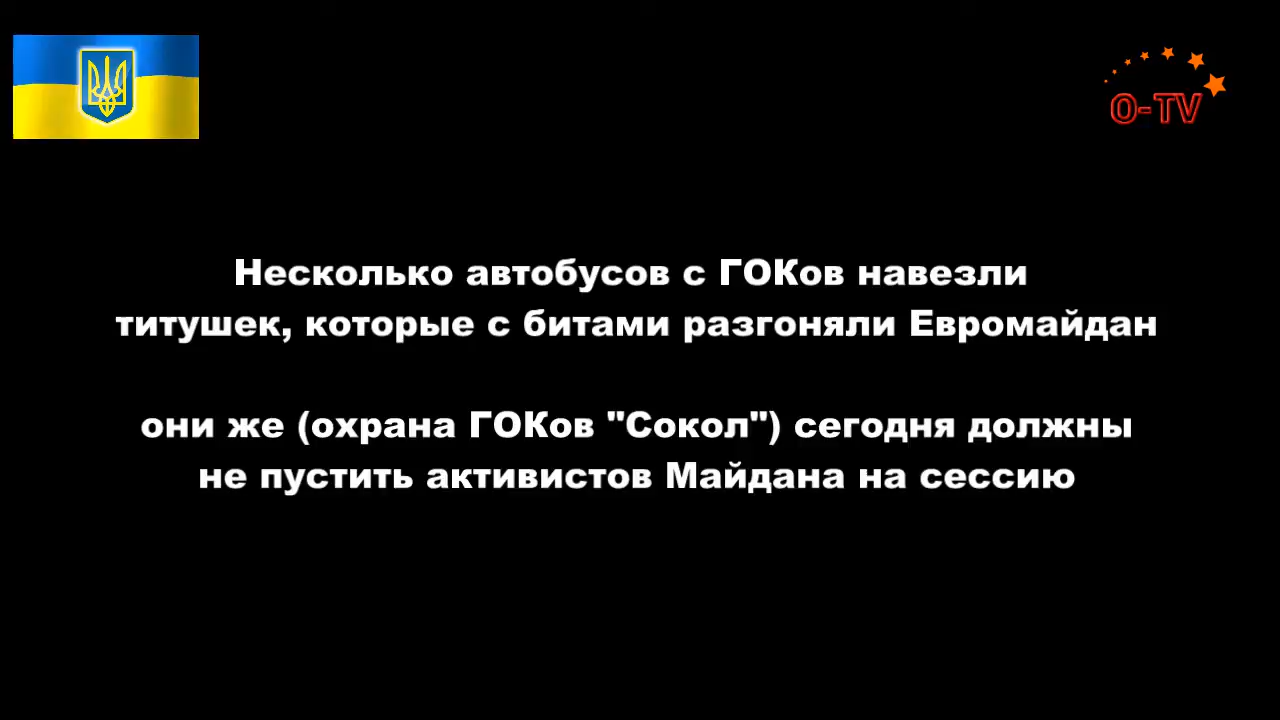 O-TV
Несколько автобусов с ГОКов навезли
титушек, которые с битами разгоняли Евромайдан
они же (охрана ГОКов "Сокол") сегодня должны
не пустить активистов Майдана на сессию